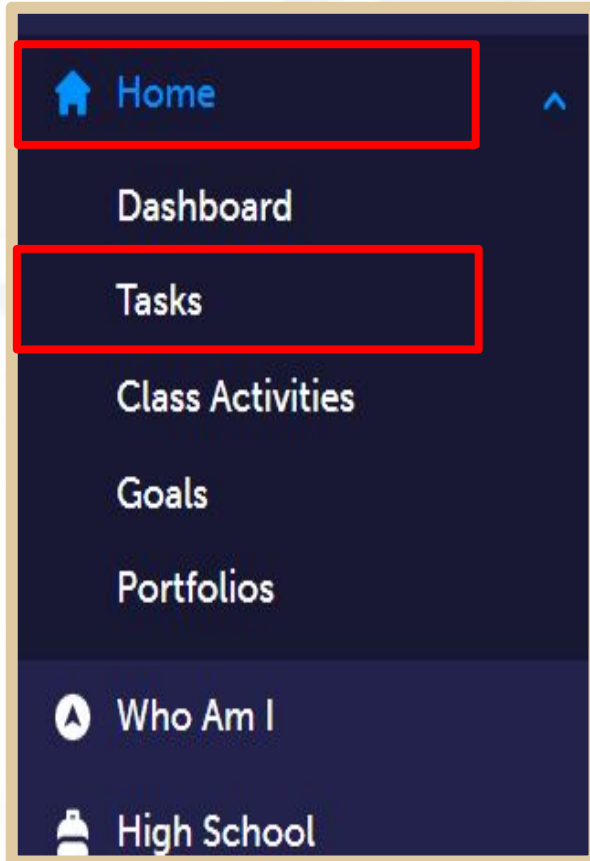 Home
Dashboard
Tasks
Class Activities
Goals
Portfolios
Who Am I
High School